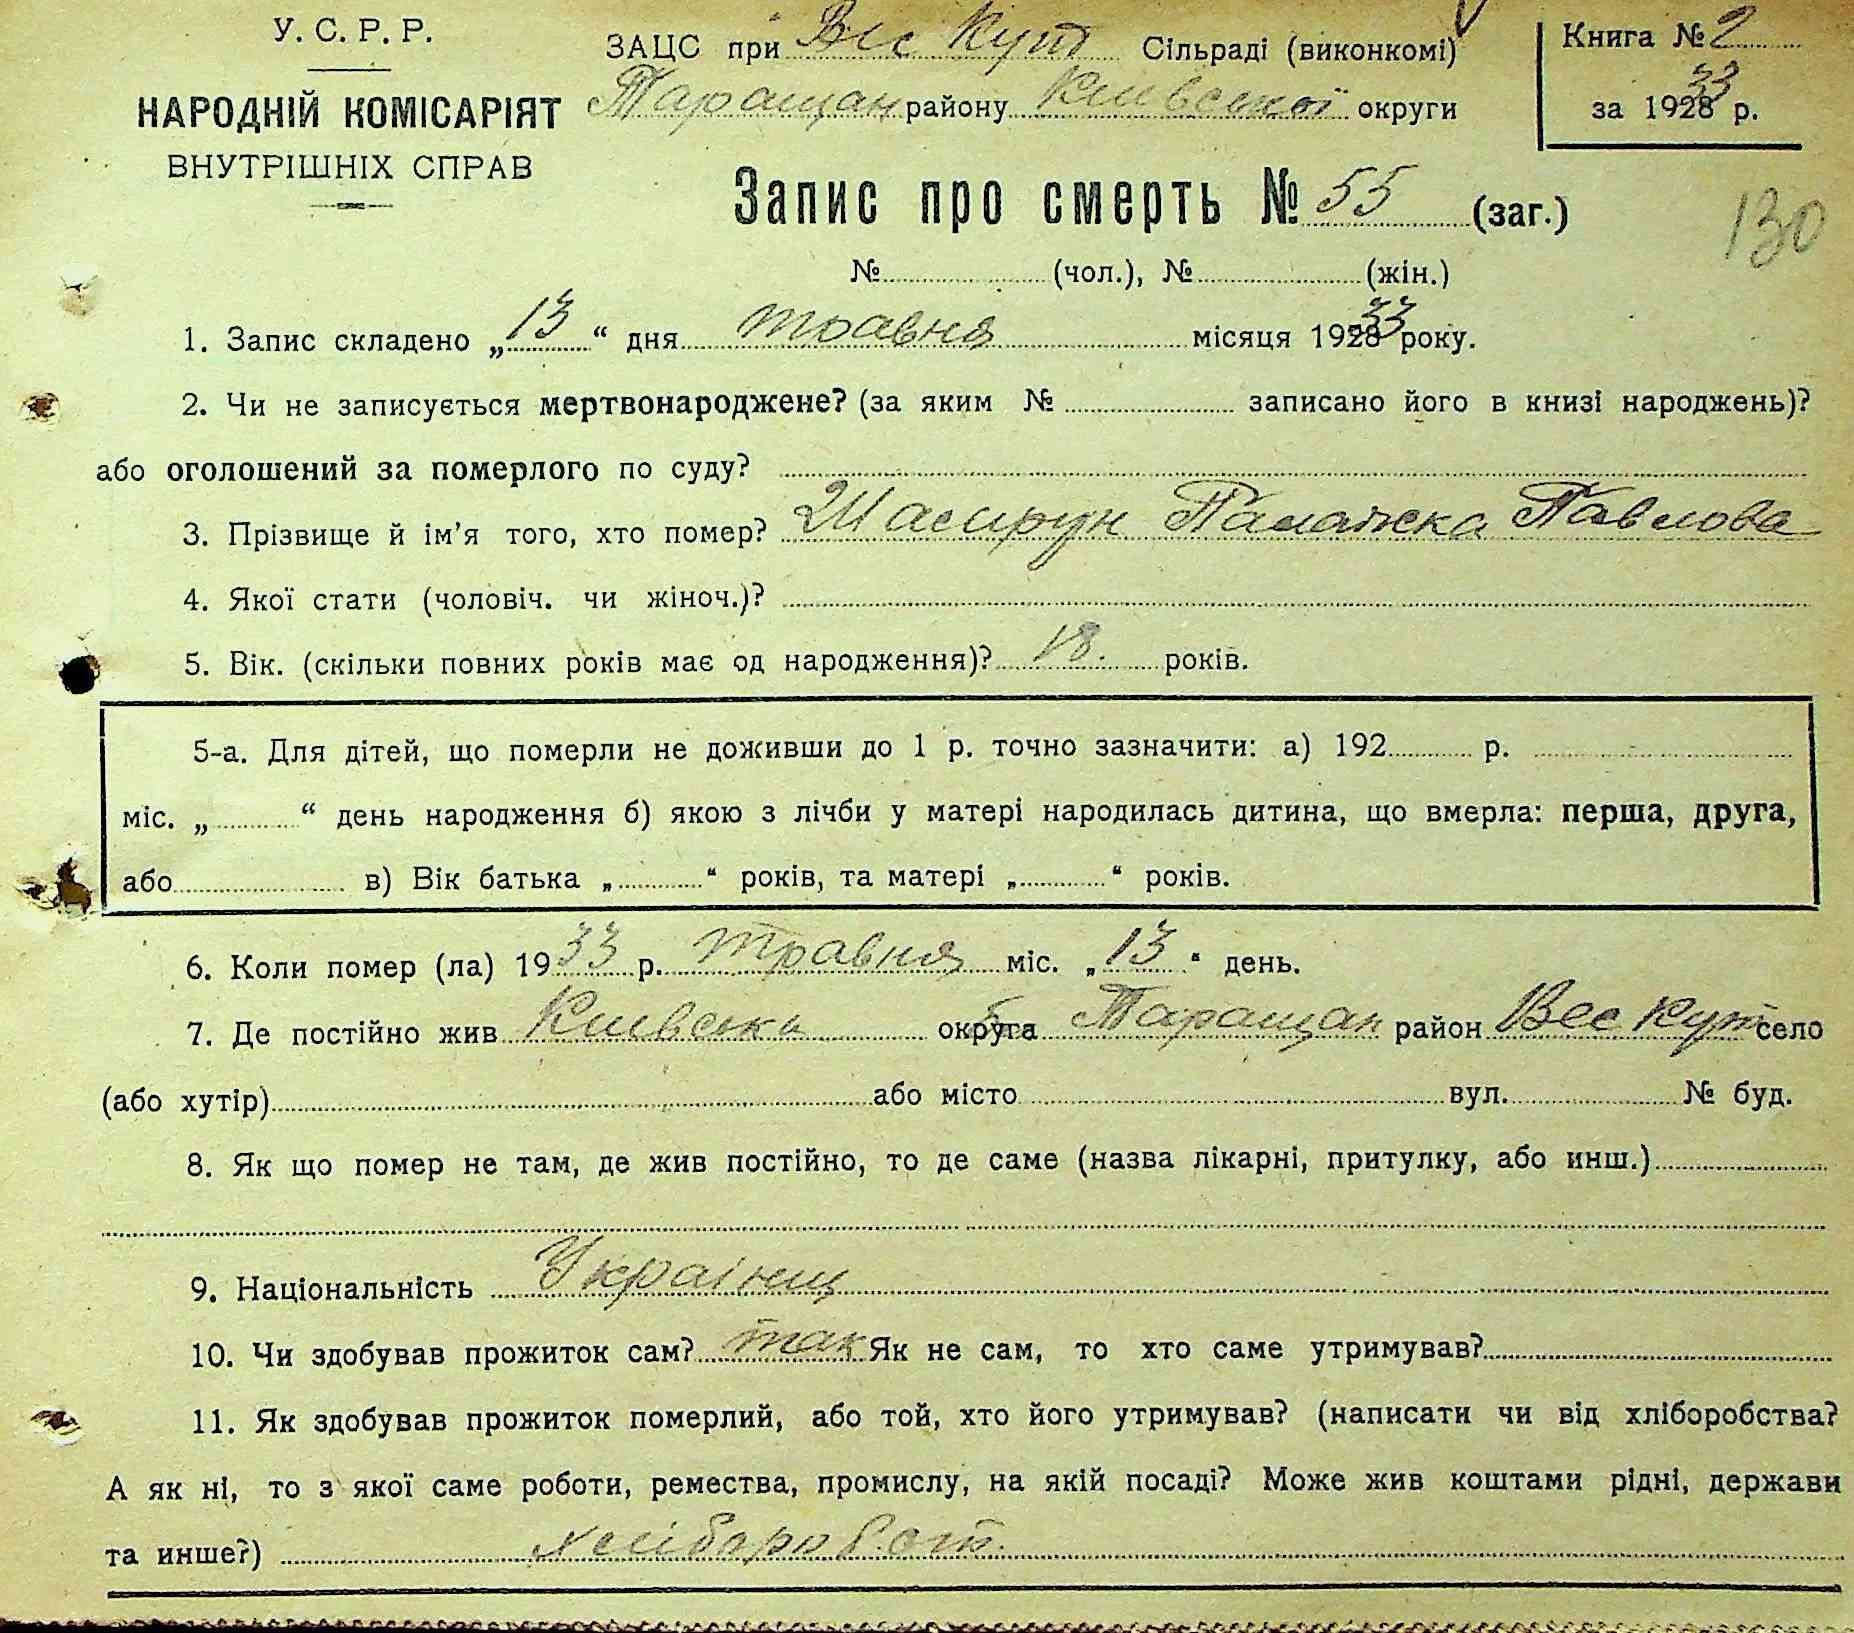 У. С. Р. Р.
НАРОДНІЙ КОМІСАРІЯТ
ВНУТРІШНІХ СПРАВ
ЗАЦС при Вес Кут Сільраді (виконкомі)
Таращан району Київської округи
Книга № 2
за 1928 33 р.
Запис про смерть № 55 (заг.)
130
№ (чол.), № (жін.)
1. Запис складено „13“ дня травня місяця 1928 33 року.
2. Чи не записується мертвонароджене? (за яким № записано його в книзі народжень)?
або оголошений за померлого по суду?
3. Прізвище й ім'я того, хто помер? Палажка Павлова
4. Якої стати (чоловіч. чи жіноч.)?
5. Вік. (скільки повних років має од народження)? 18. років.
5-а. Для дітей, що померли не доживши до 1 р. точно зазначити: а) 192 р.
міс. „ “ день народження б) якою з лічби у матері народилась дитина, що вмерла: перша, друга,
або в) Вік батька „ “ років, та матері „ “ років.
6. Коли помер (ла) 1933 р. травня міс. „13“ день.
7. Де постійно жив Київська округа Таращан район Вес Кут село
(або хутір) або місто вул. № буд.
8. Як що помер не там, де жив постійно, то де саме (назва лікарні, притулку, або инш.)
9. Національність Українц
10. Чи здобував прожиток сам? так Як не сам, то хто саме утримував?
11. Як здобував прожиток померлий, або той, хто його утримував? (написати чи від хліборобства?
А як ні, то з якої саме роботи, ремества, промислу, на якій посаді? Може жив коштами рідні, держави
та инше?) хлібороб.ст.